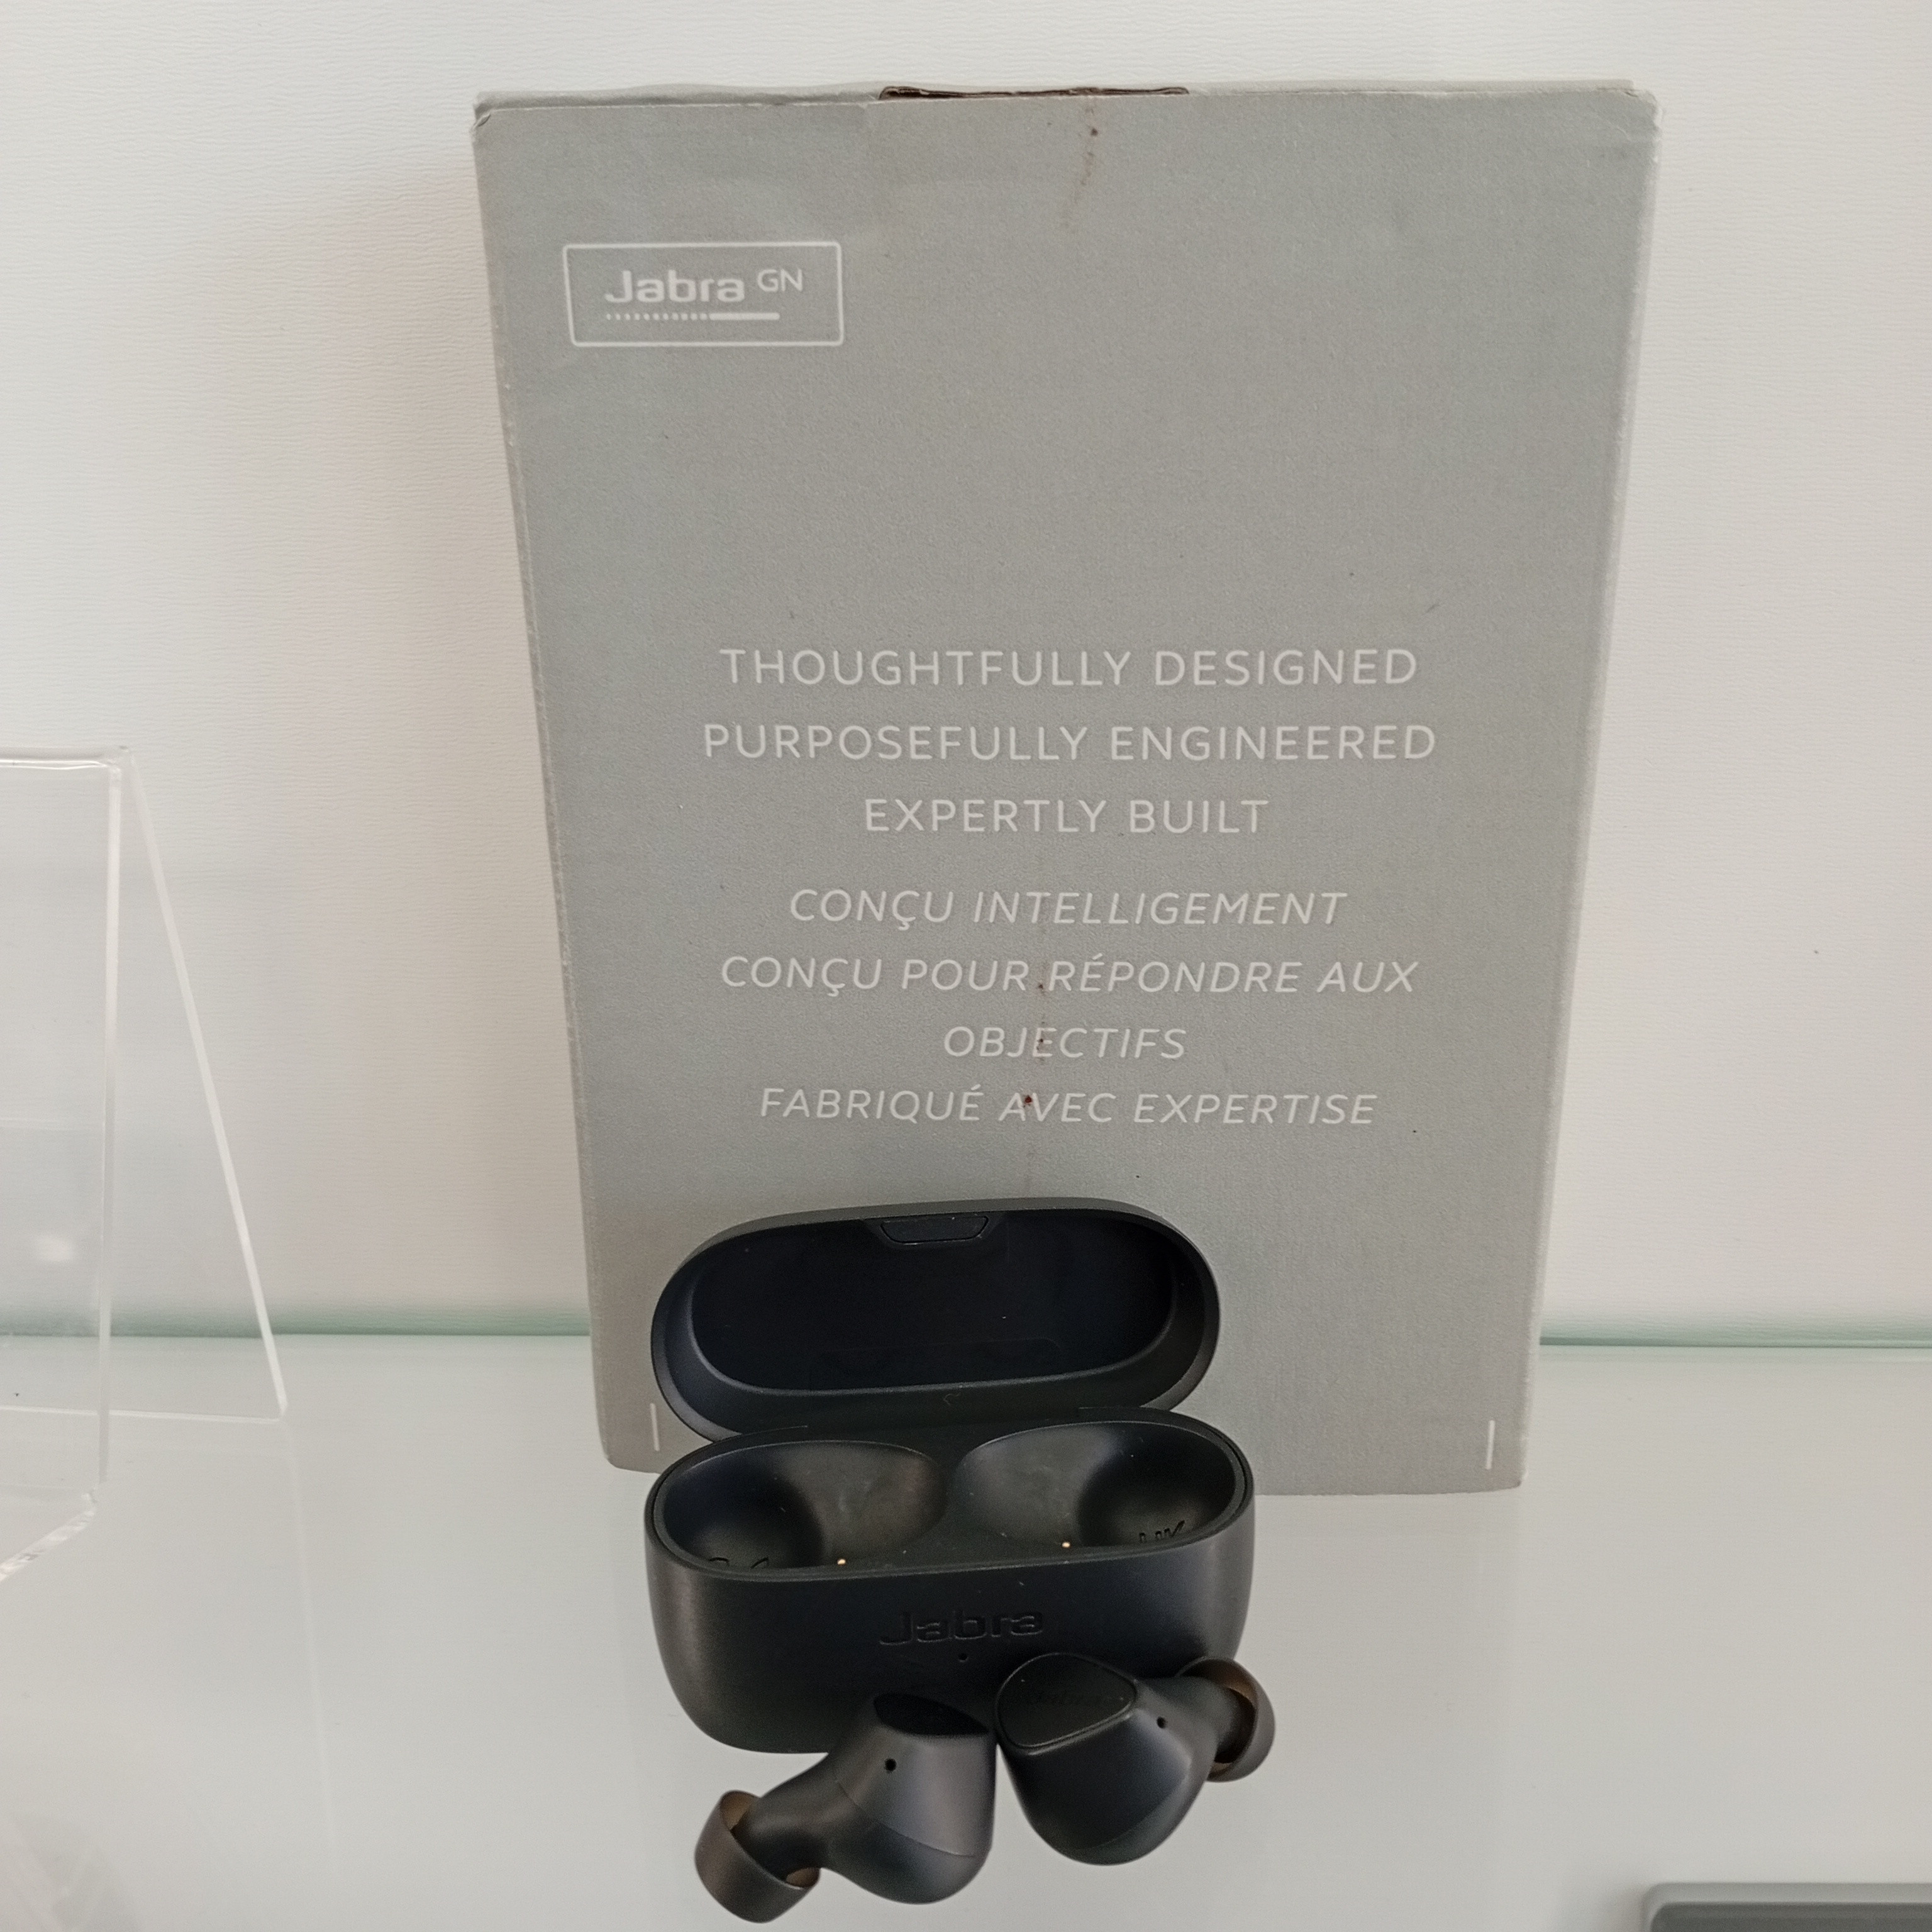 Jabra GN
THOUGHTFULLY DESIGNED
PURPOSEFULLY ENGINEERED
EXPERTLY BUILT
CONÇU INTELLIGEMENT
CONÇU POUR RÉPONDRE AUX
OBJECTIFS
FABRIQUÉ AVEC EXPERTISE
Jabra